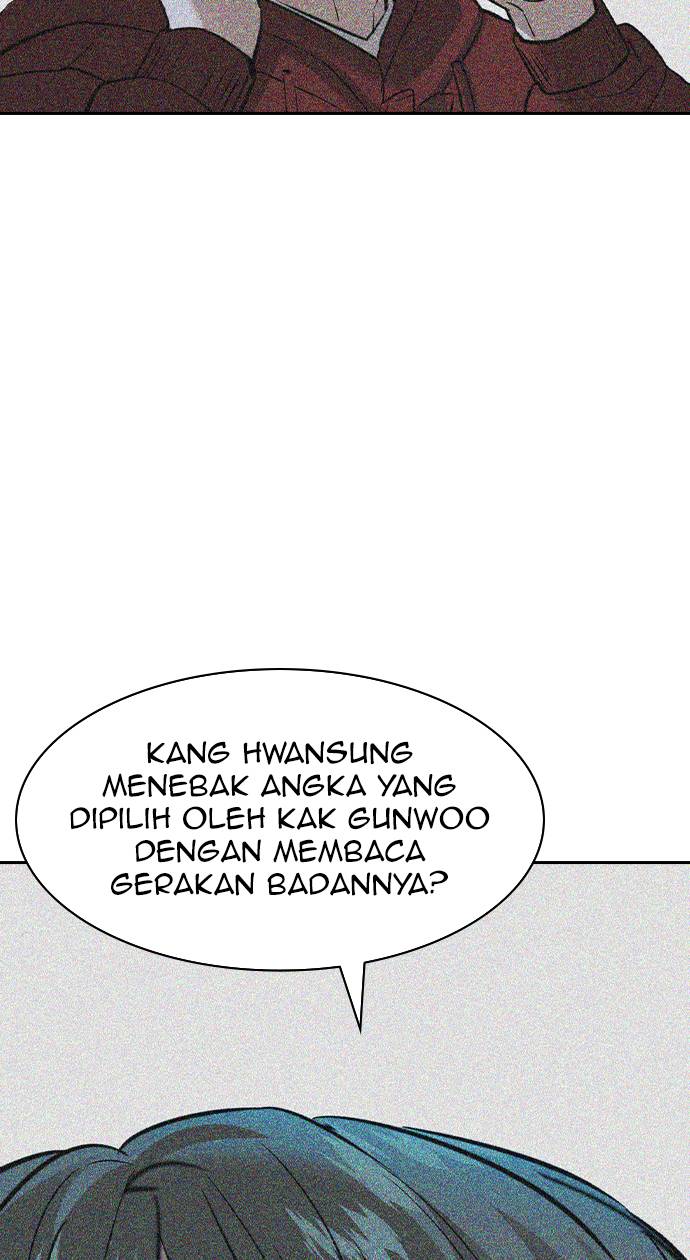 KANG HWANSUNG
MENEBAK ANGKA YANG
DIPILIH OLEH KAK GUNWOO
DENGAN MEMBACA
GERAKAN BADANNYA?